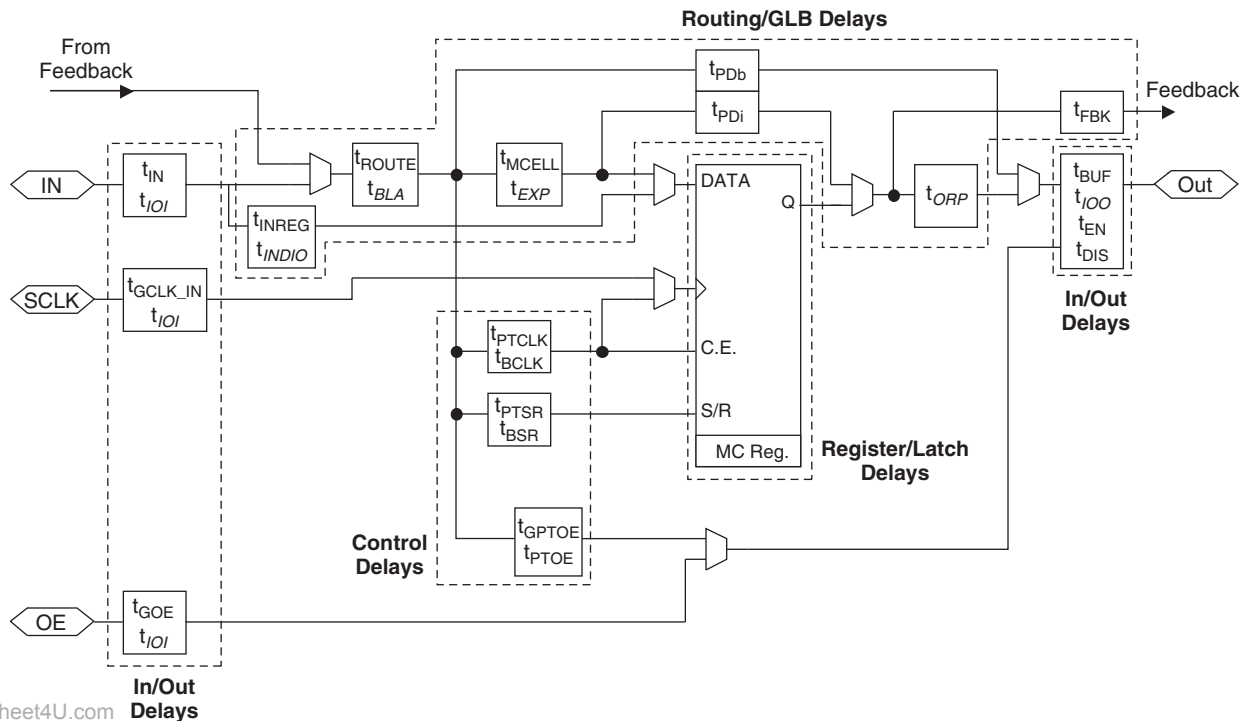 Routing/GLB Delays
From
Feedback
tPDb
tPDi
tFBK
Feedback
IN
tIN
tIOI
tROUTE
tBLA
tMCELL
tEXP
tINREG
tINDIO
DATA
Q
tORP
tBUF
tIOO
tEN
tDIS
Out
In/Out
Delays
SCLK
tGCLK_IN
tIOI
tPTCLK
tBCLK
C.E.
tPTSR
tBSR
S/R
MC Reg.
Register/Latch
Delays
Control
Delays
tGPTOE
tPTOE
OE
tGOE
tIOI
In/Out
Delays
heet4U.com